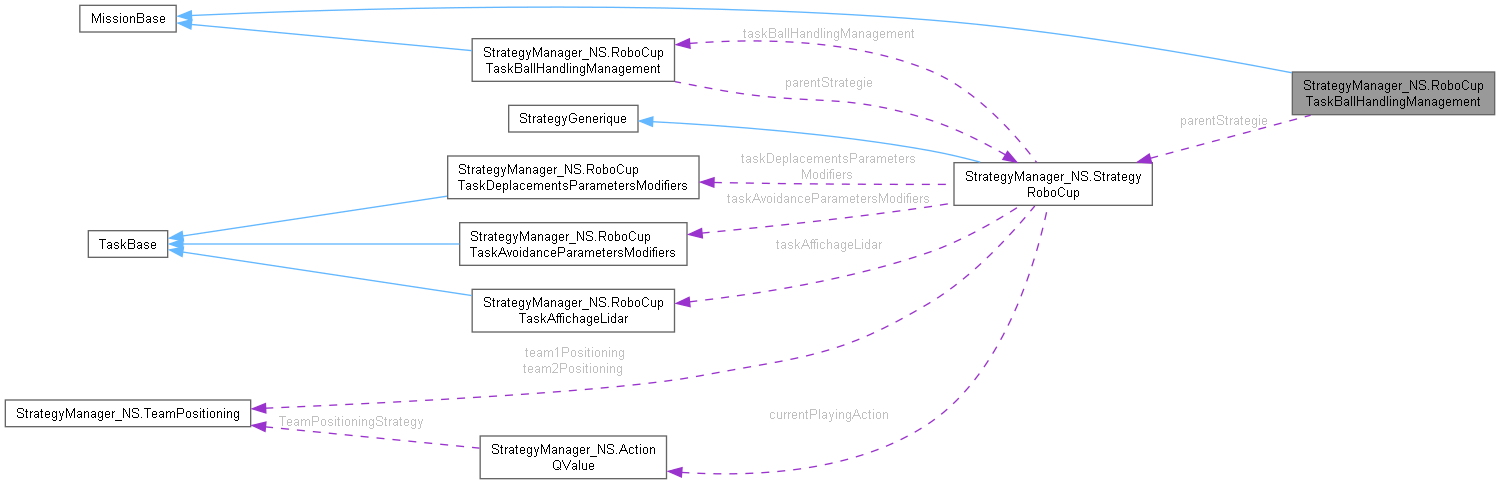 MissionBase
StrategyManager_NS.RoboCup
TaskBallHandlingManagement
taskBallHandlingManagement
parentStrategie
StrategyManager_NS.RoboCup
TaskBallHandlingManagement
parentStrategie
StrategyGenerique
StrategyManager_NS.RoboCup
TaskDeplacementsParametersModifiers
taskDeplacementsParameters
Modifiers
StrategyManager_NS.Strategy
RoboCup
taskAvoidanceParametersModifiers
TaskBase
StrategyManager_NS.RoboCup
TaskAvoidanceParametersModifiers
taskAffichageLidar
StrategyManager_NS.RoboCup
TaskAffichageLidar
team1Positioning
team2Positioning
StrategyManager_NS.TeamPositioning
TeamPositioningStrategy
currentPlayingAction
StrategyManager_NS.Action
QValue